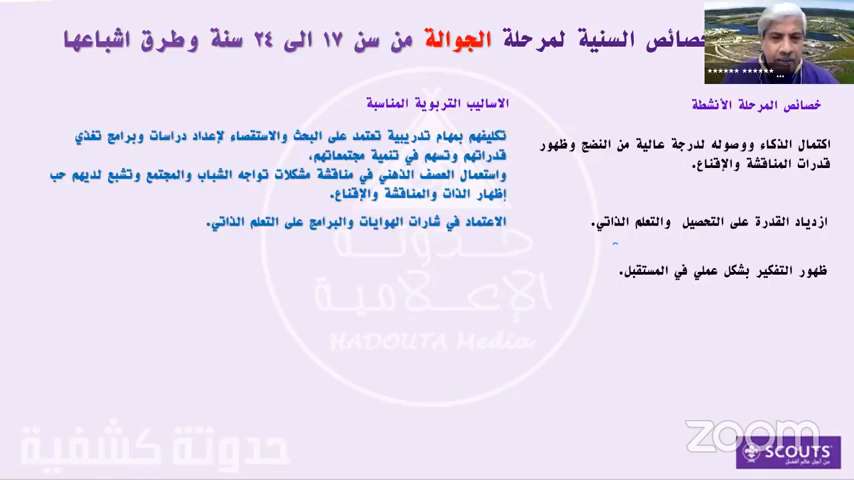 خصائص السنية لمرحلة الجوالة من سن ١٧ الى ٢٤ سنة وطرق اشباعها
****** ****** ...
خصائص المرحلة الأنشطة
الاساليب التربوية المناسبة
اكتمال الذكاء ووصوله لدرجة عالية من النضج وظهور
قدرات المناقشة والإقناع.
تكليفهم بمهام تدريبية تعتمد على البحث والاستقصاء لإعداد دراسات وبرامج تغذي
قدراتهم وتسهم في تنمية مجتمعاتهم،
واستعمال العصف الذهني في مناقشة مشكلات تواجه الشباب والمجتمع وتشبع لديهم حب
إظهار الذات والمناقشة والإقناع.
ازدياد القدرة على التحصيل والتعلم الذاتي.
الاعتماد في شارات الهوايات والبرامج على التعلم الذاتي.
ظهور التفكير بشكل عملي في المستقبل.
حدوتة
الإعلامية
HADOUTA Media
حدوتة كشفية
zoom
SCOUTS
من أجل عالم أفضل